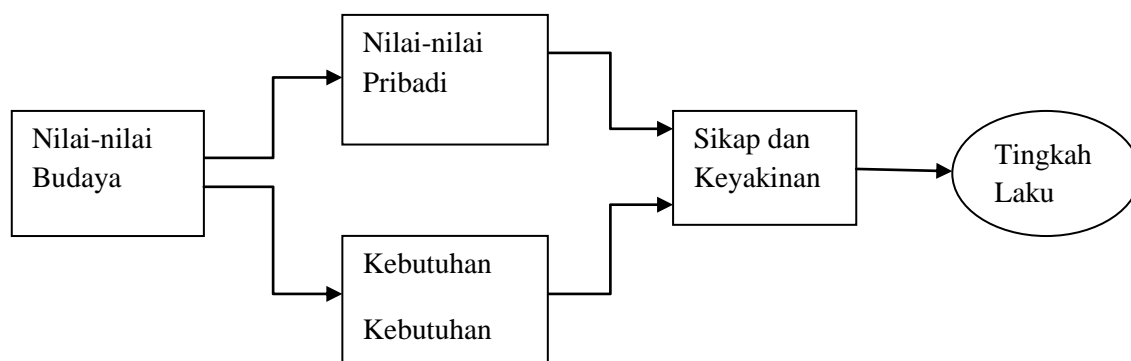 Nilai-nilai
Budaya
Nilai-nilai
Pribadi
Kebutuhan
Kebutuhan
Sikap dan
Keyakinan
Tingkah
Laku